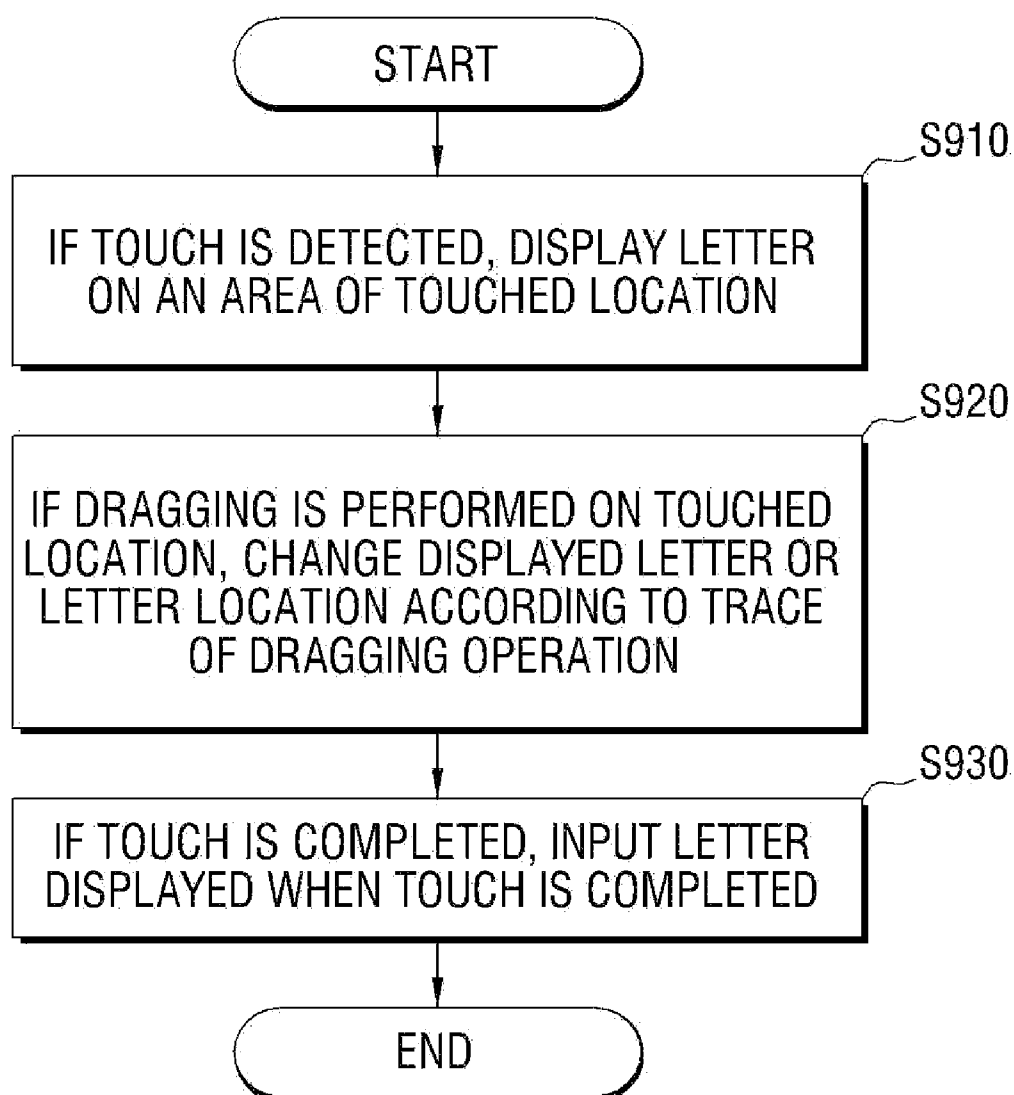 START
S910
IF TOUCH IS DETECTED, DISPLAY LETTER
ON AN AREA OF TOUCHED LOCATION
S920
IF DRAGGING IS PERFORMED ON TOUCHED
LOCATION, CHANGE DISPLAYED LETTER OR
LETTER LOCATION ACCORDING TO TRACE
OF DRAGGING OPERATION
S930
IF TOUCH IS COMPLETED, INPUT LETTER
DISPLAYED WHEN TOUCH IS COMPLETED
END